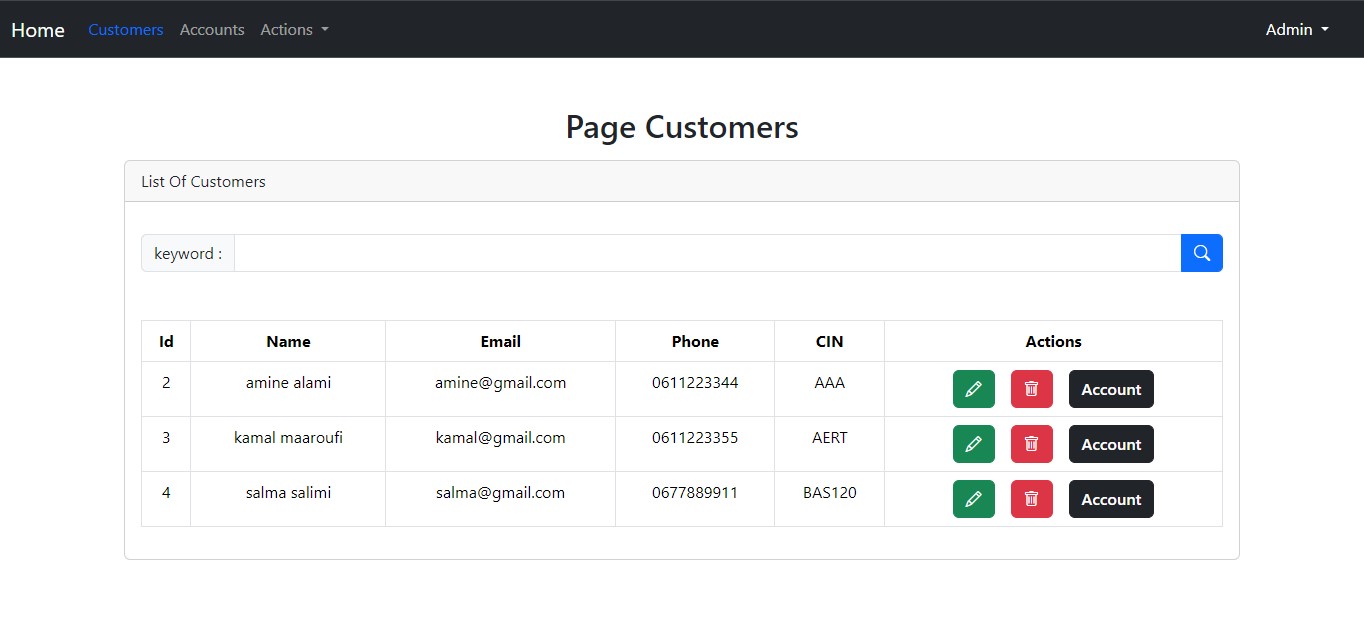 Home Customers Accounts Actions Admin
Page Customers
List Of Customers
keyword :
Id Name Email Phone CIN Actions
2 amine alami amine@gmail.com 0611223344 AAA Account
3 kamal maaroufi kamal@gmail.com 0611223355 AERT Account
4 salma salimi salma@gmail.com 0677889911 BAS120 Account